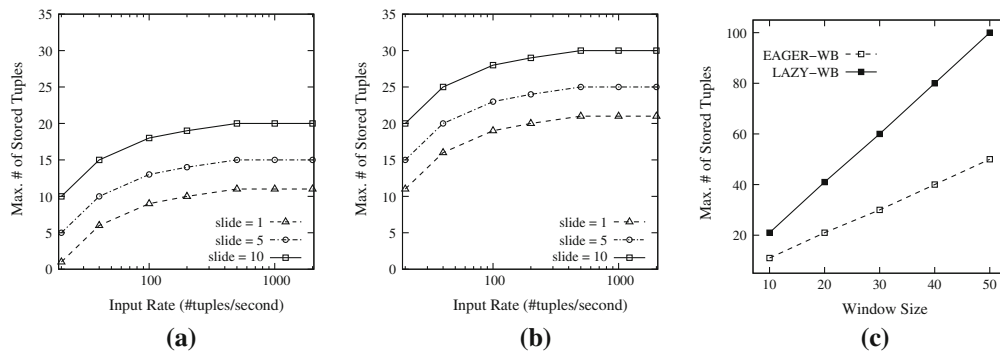 35
30
25
20
15
10
5
0
Max. # of Stored Tuples
slide = 1
slide = 5
slide = 10
100
1000
Input Rate (#tuples/second)
(a)
35
30
25
20
15
10
5
0
Max. # of Stored Tuples
slide = 1
slide = 5
slide = 10
100
1000
Input Rate (#tuples/second)
(b)
100
80
60
40
20
Max. # of Stored Tuples
EAGER-WB
LAZY-WB
10
20
30
40
50
Window Size
(c)